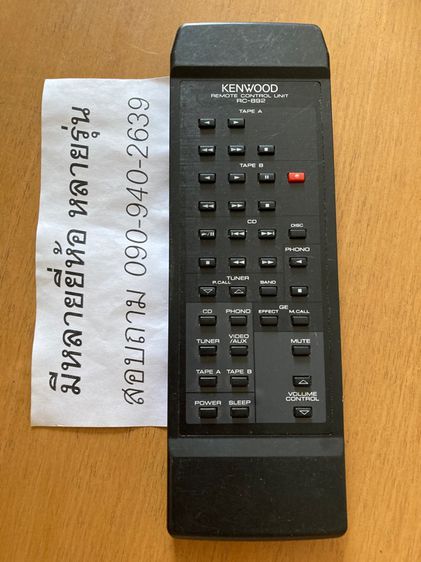 มีหลายยี่ห้อ หลายรุ่น
สอบถาม 090-940-2639
KENWOOD
REMOTE CONTROL UNIT
RC-892
TAPE A
TAPE B
CD
DISC
PHONO
TUNER
P.CALL BAND
GE
CD PHONO EFFECT M.CALL
TUNER VIDEO/AUX MUTE
TAPE A TAPE B
VOLUME
CONTROL
POWER SLEEP